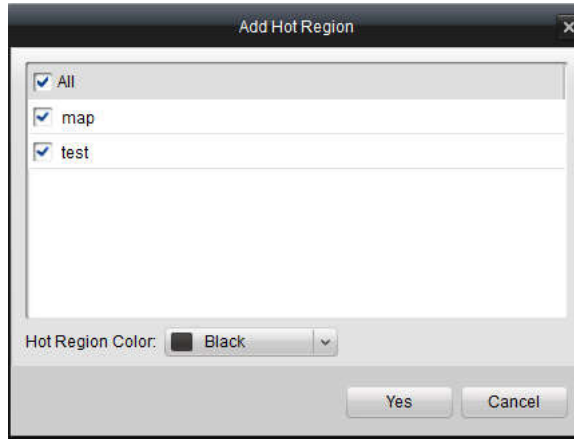 Add Hot Region
All
map
test
Hot Region Color: Black
Yes Cancel